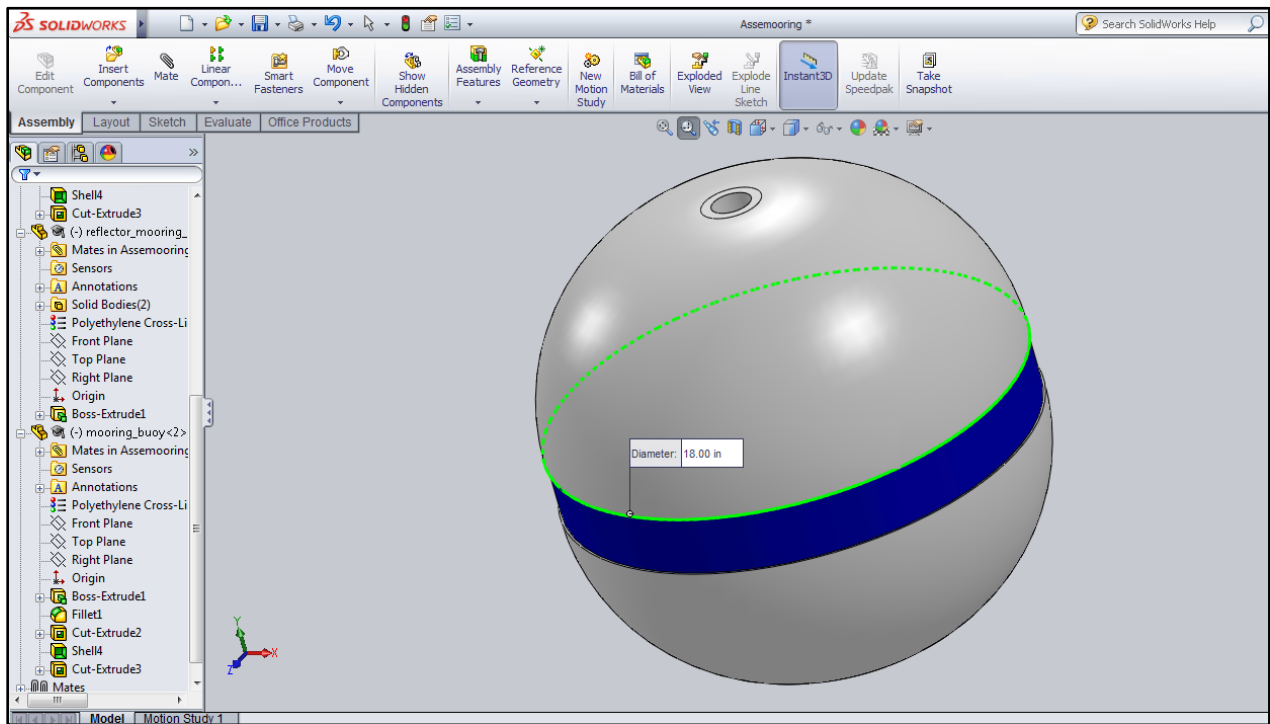 SOLIDWORKS
Assemooring *
Search SolidWorks Help
Edit Component
Insert Components
Mate
Linear Compon...
Smart Fasteners
Move Component
Show Hidden Components
Assembly Features
Reference Geometry
New Motion Study
Bill of Materials
Exploded View
Explode Line Sketch
Instant3D
Update Speedpak
Take Snapshot
Assembly
Layout
Sketch
Evaluate
Office Products
Shell4
Cut-Extrude3
(-) reflector_mooring_
Mates in Assemooring
Sensors
Annotations
Solid Bodies(2)
Polyethylene Cross-Li
Front Plane
Top Plane
Right Plane
Origin
Boss-Extrude1
(-) mooring_buoy<2>
Mates in Assemooring
Sensors
Annotations
Polyethylene Cross-Li
Front Plane
Top Plane
Right Plane
Origin
Boss-Extrude1
Fillet1
Cut-Extrude2
Shell4
Cut-Extrude3
Mates
Diameter: 18.00 in
Y
X
Z
Model
Motion Study 1